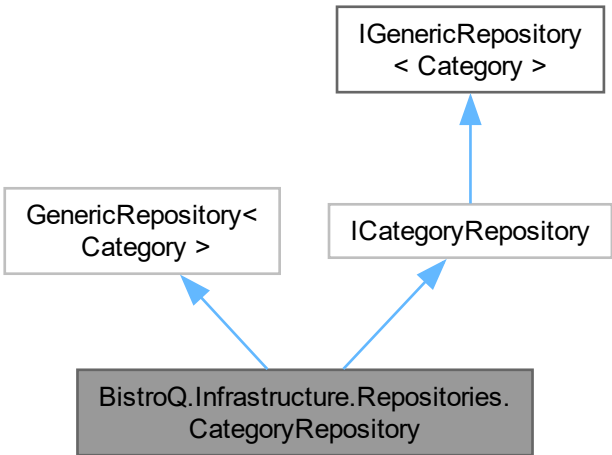 IGenericRepository
< Category >
GenericRepository<
Category >
ICategoryRepository
BistroQ.Infrastructure.Repositories.
CategoryRepository